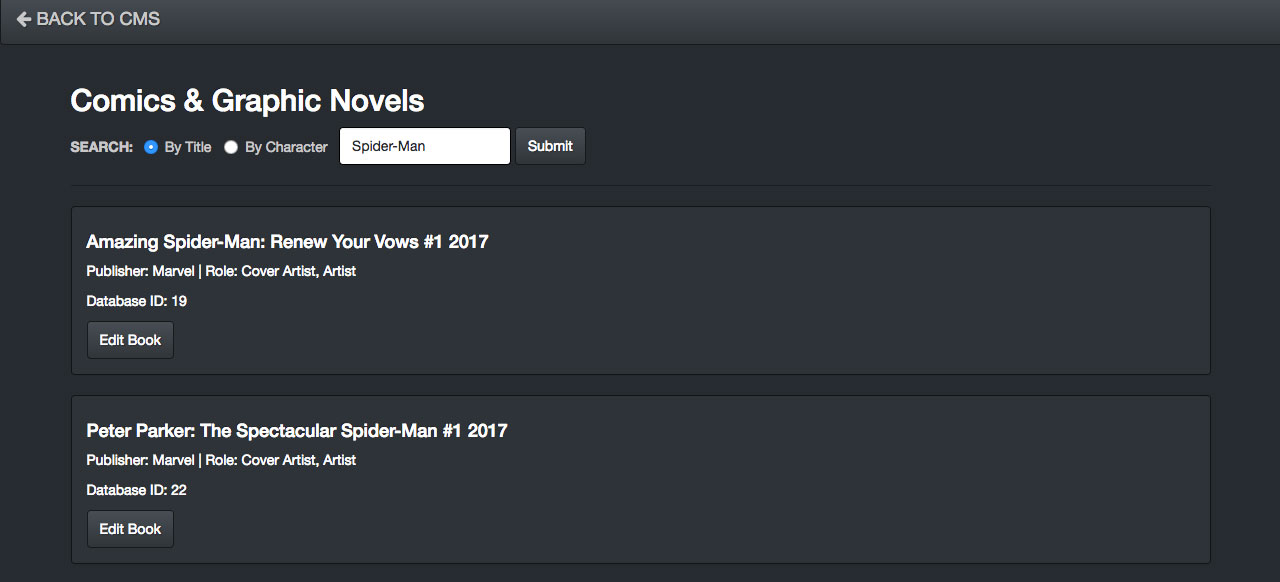 BACK TO CMS
Comics & Graphic Novels
SEARCH: By Title By Character Spider-Man Submit
Amazing Spider-Man: Renew Your Vows #1 2017
Publisher: Marvel | Role: Cover Artist, Artist
Database ID: 19
Edit Book
Peter Parker: The Spectacular Spider-Man #1 2017
Publisher: Marvel | Role: Cover Artist, Artist
Database ID: 22
Edit Book